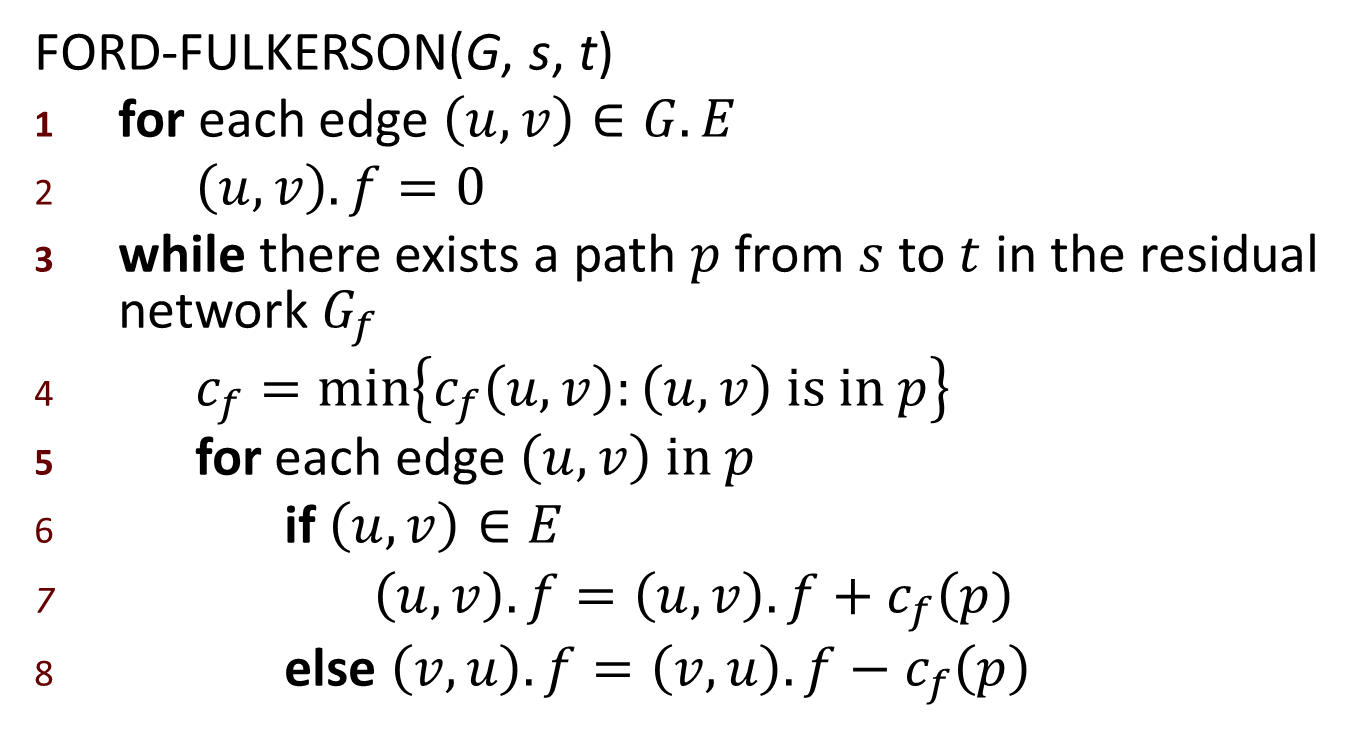 FORD-FULKERSON(G, s, t)
1 for each edge (u, v) ∈ G. E
2 (u, v). f = 0
3 while there exists a path p from s to t in the residual
network G_f
4 c_f = min{c_f(u, v): (u, v) is in p}
5 for each edge (u, v) in p
6 if (u, v) ∈ E
7 (u, v). f = (u, v). f + c_f(p)
8 else (v, u). f = (v, u). f − c_f(p)